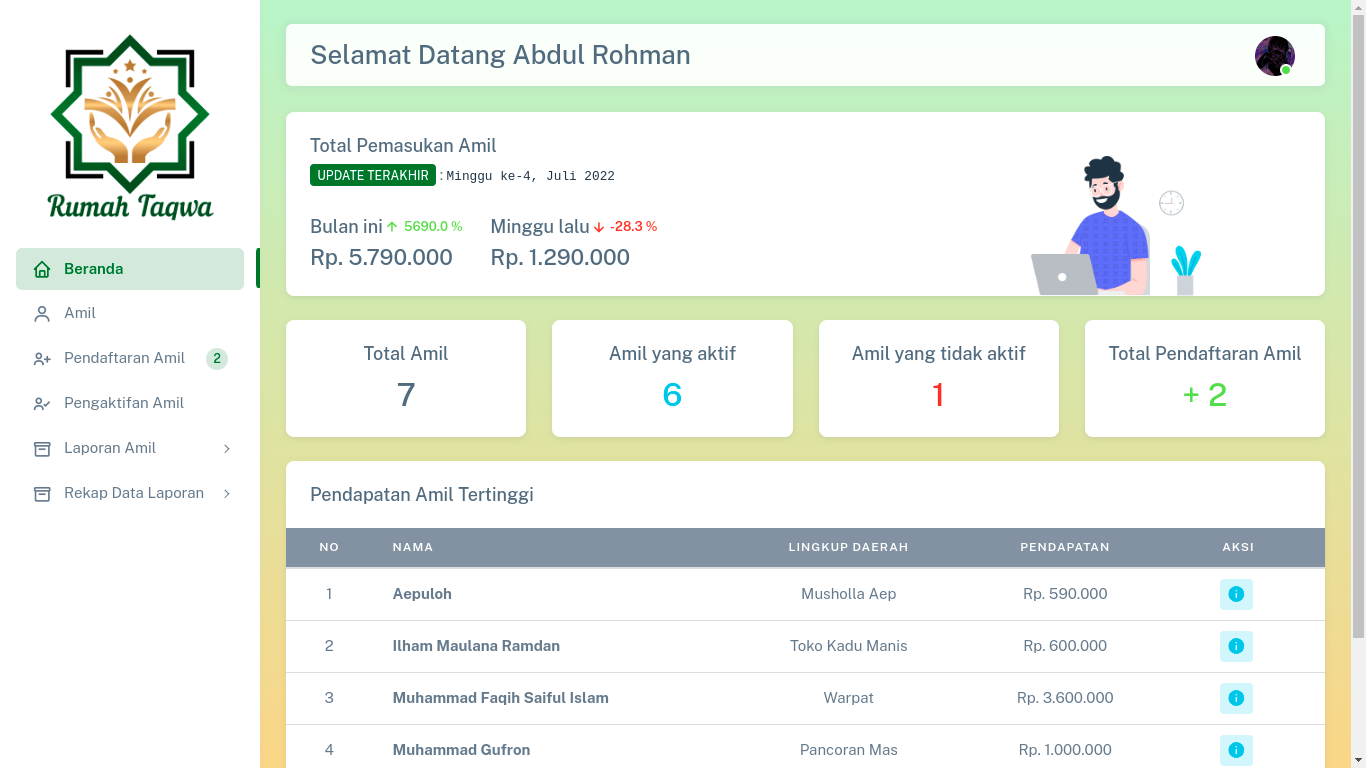 Rumah Taqwa
Beranda
Amil
Pendaftaran Amil 2
Pengaktifan Amil
Laporan Amil
Rekap Data Laporan
Selamat Datang Abdul Rohman
Total Pemasukan Amil
UPDATE TERAKHIR : Minggu ke-4, Juli 2022
Bulan ini ↑ 5690.0 % Minggu lalu ↓ -28.3 %
Rp. 5.790.000 Rp. 1.290.000
Total Amil Amil yang aktif Amil yang tidak aktif Total Pendaftaran Amil
7 6 1 + 2
Pendapatan Amil Tertinggi
NO NAMA LINGKUP DAERAH PENDAPATAN AKSI
1 Aepuloh Musholla Aep Rp. 590.000
2 Ilham Maulana Ramdan Toko Kadu Manis Rp. 600.000
3 Muhammad Faqih Saiful Islam Warpat Rp. 3.600.000
4 Muhammad Gufron Pancoran Mas Rp. 1.000.000